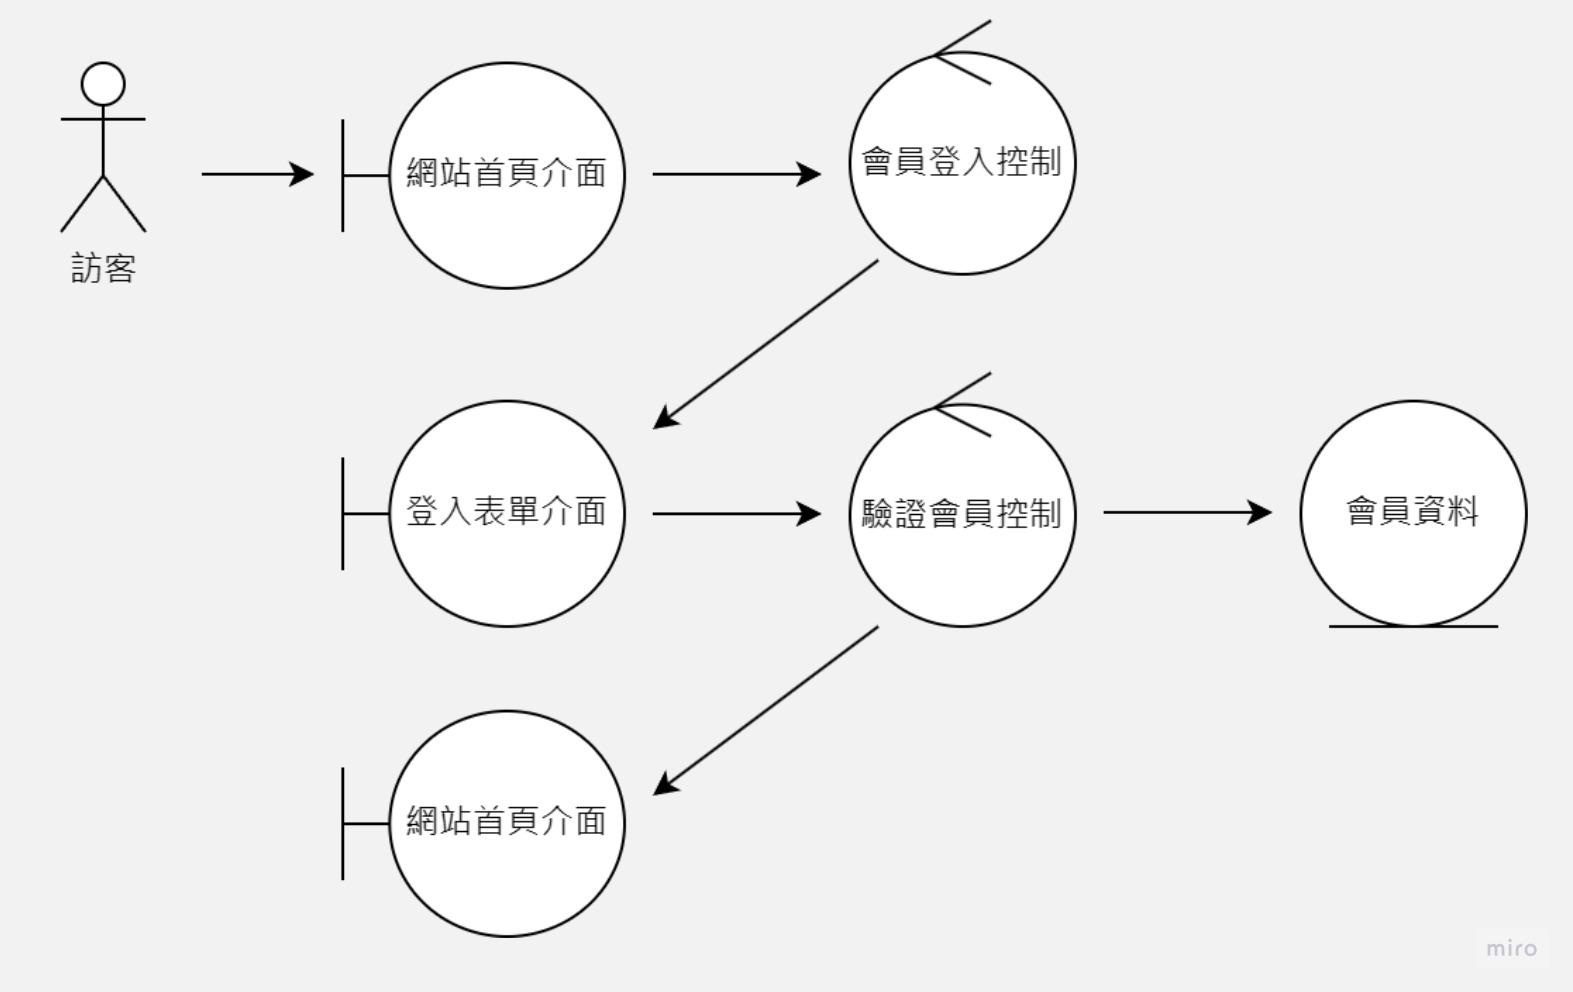 訪客
網站首頁介面
會員登入控制
登入表單介面
驗證會員控制
會員資料
網站首頁介面
miro